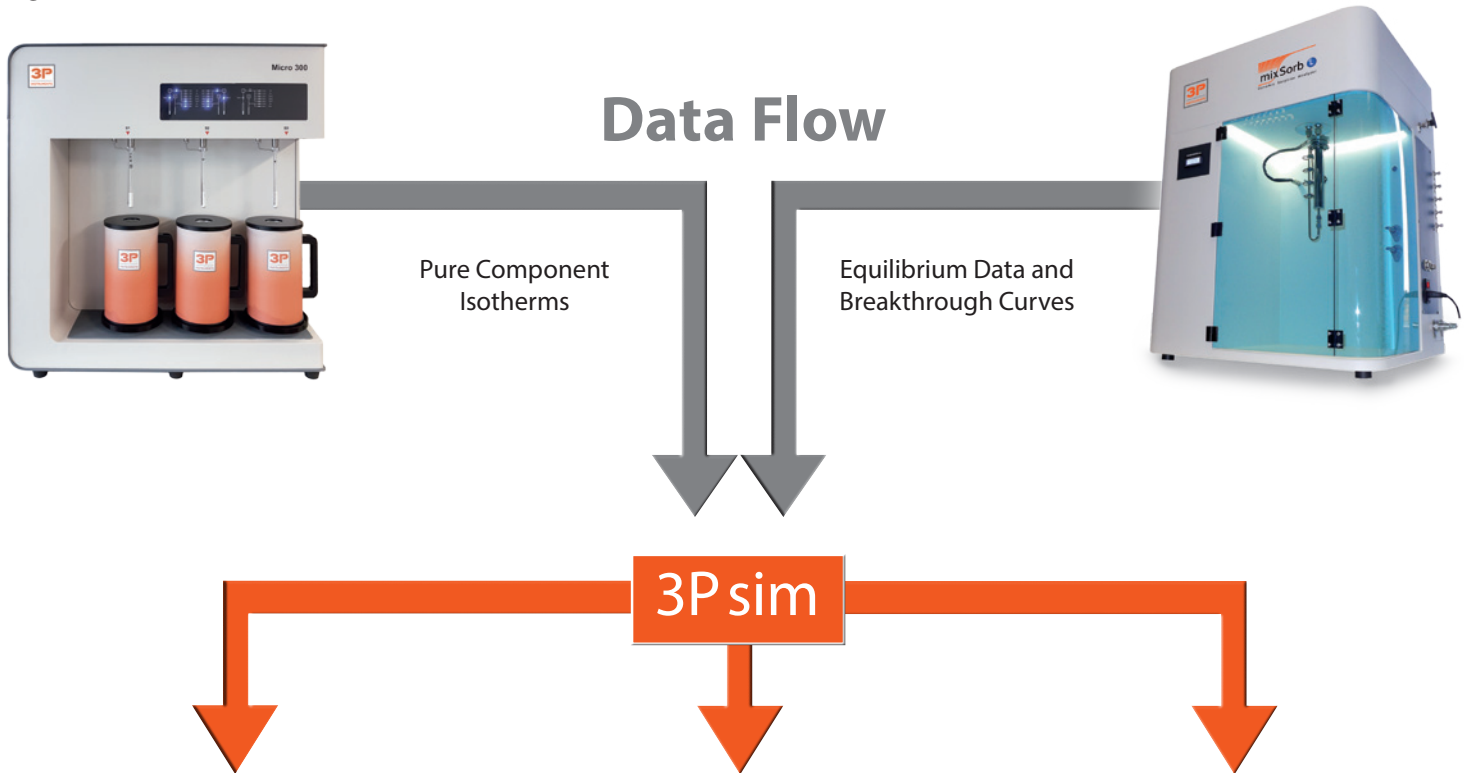 3P
Micro 300
mixSorb L
3P
Data Flow
Pure Component
Isotherms
Equilibrium Data and
Breakthrough Curves
3P
3P
3P
3P sim